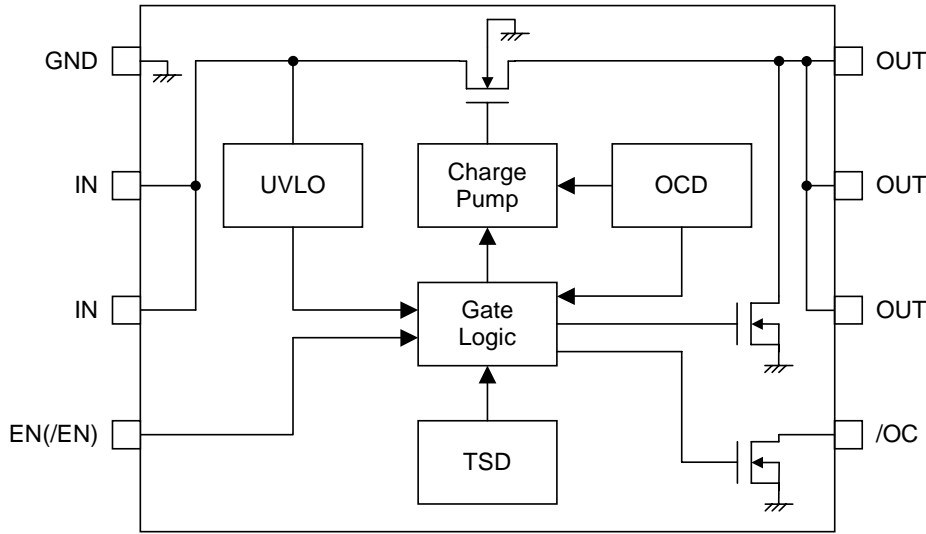 GND
OUT
IN
UVLO
Charge
Pump
OCD
OUT
IN
Gate
Logic
OUT
EN(/EN)
TSD
/OC